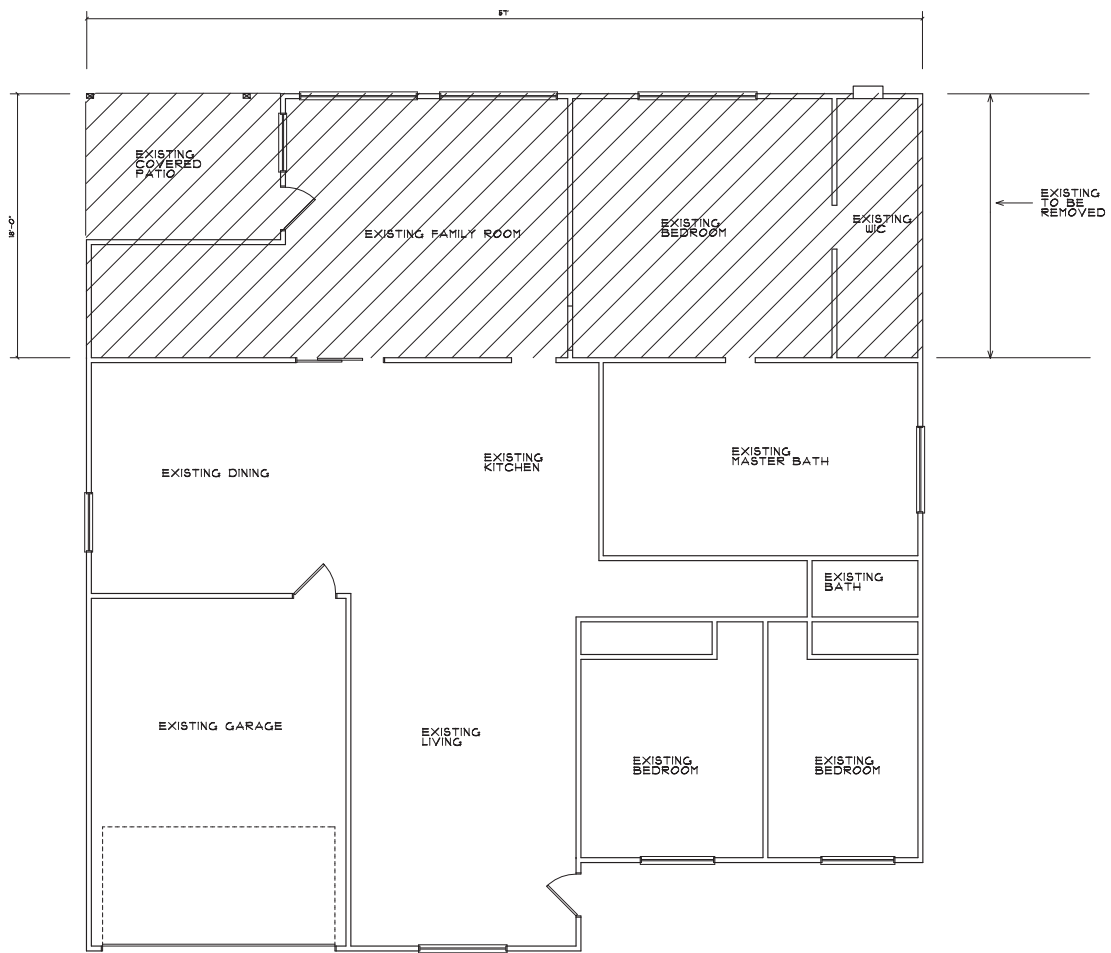 57'
EXISTING
COVERED
PATIO
EXISTING FAMILY ROOM
EXISTING
BEDROOM
EXISTING
WIC
EXISTING
TO BE
REMOVED
18'-0"
EXISTING DINING
EXISTING
KITCHEN
EXISTING
MASTER BATH
EXISTING
BATH
EXISTING GARAGE
EXISTING
LIVING
EXISTING
BEDROOM
EXISTING
BEDROOM